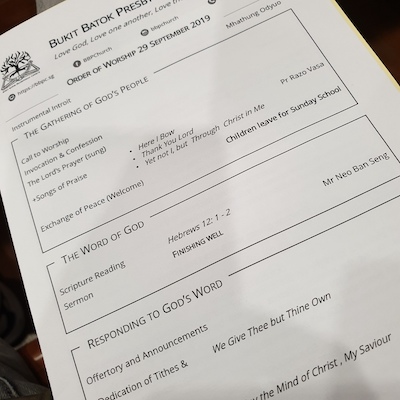 BUKIT BATOK PRESB
Love God, Love one another, Love th
BBPChurch
bbpchurch
https://bbpc.sg
ORDER OF WORSHIP 29 SEPTEMBER 2019
Instrumental Introit
Mhathung Odyuo
THE GATHERING OF GOD'S PEOPLE
Call to Worship
Pr Razo Vasa
Invocation & Confession
The Lord's Prayer (sung)
+Songs of Praise
• Here I Bow
• Thank You Lord
• Yet not I, but Through Christ in Me
Children leave for Sunday School
Exchange of Peace (Welcome)
THE WORD OF GOD
Scripture Reading
Hebrews 12: 1 - 2
Mr Neo Ban Seng
Sermon
FINISHING WELL
RESPONDING TO GOD'S WORD
Offertory and Announcements
We Give Thee but Thine Own
Dedication of Tithes &
the Mind of Christ , My Saviour